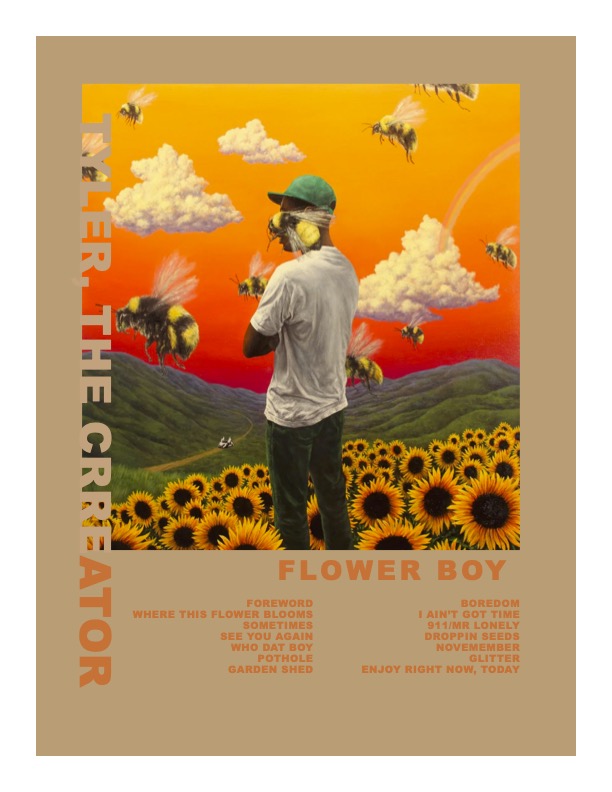 TYLER, THE CRREATOR
FLOWER BOY
FOREWORD
WHERE THIS FLOWER BLOOMS
SOMETIMES
SEE YOU AGAIN
WHO DAT BOY
POTHOLE
GARDEN SHED
BOREDOM
I AIN'T GOT TIME
911/MR LONELY
DROPPIN SEEDS
NOVEMEMBER
GLITTER
ENJOY RIGHT NOW, TODAY